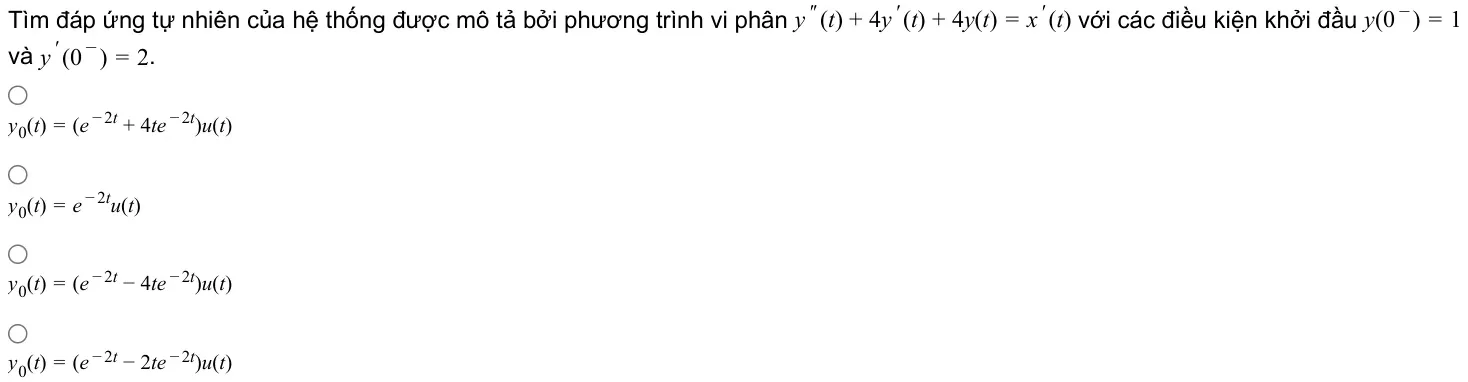 Tìm đáp ứng tự nhiên của hệ thống được mô tả bởi phương trình vi phân y″(t) + 4y′(t) + 4y(t) = x′(t) với các điều kiện khởi đầu y(0⁻) = 1
và y′(0⁻) = 2.
y₀(t) = (e⁻²ᵗ + 4te⁻²ᵗ)u(t)
y₀(t) = e⁻²ᵗu(t)
y₀(t) = (e⁻²ᵗ − 4te⁻²ᵗ)u(t)
y₀(t) = (e⁻²ᵗ − 2te⁻²ᵗ)u(t)